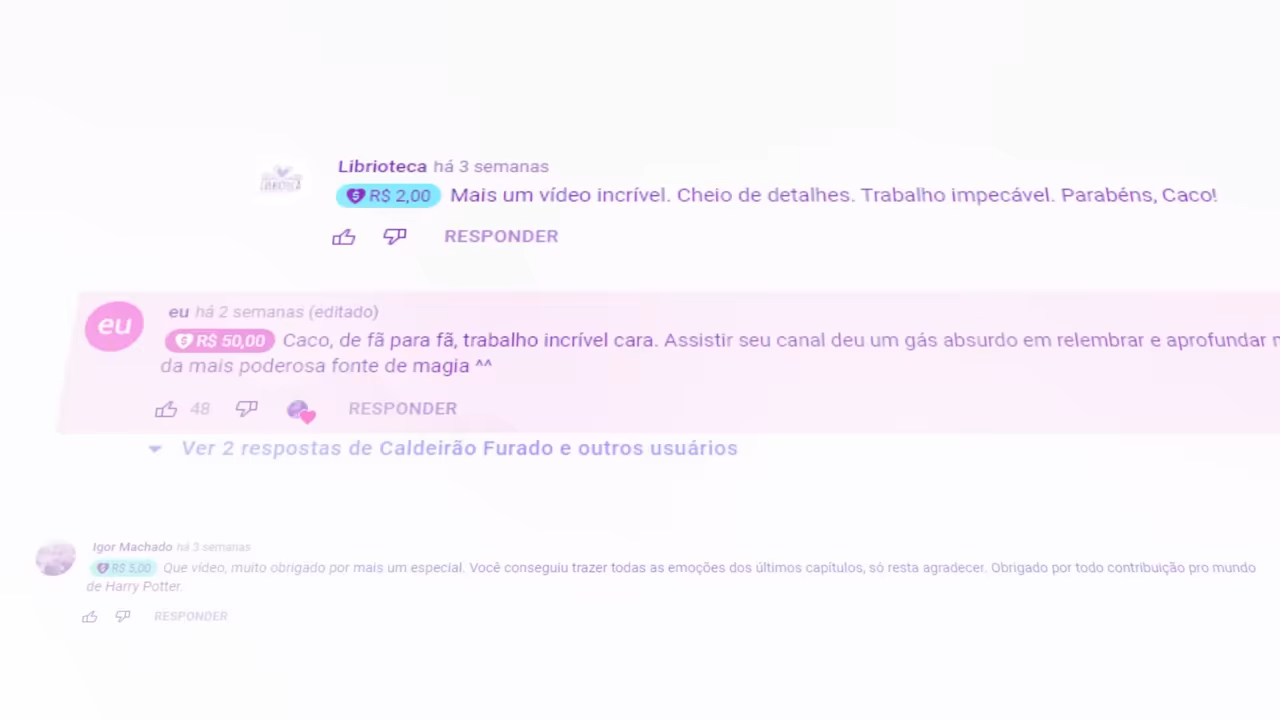 Librioteca há 3 semanas
R$ 2,00 Mais um vídeo incrível. Cheio de detalhes. Trabalho impecável. Parabéns, Caco!
RESPONDER
eu
eu há 2 semanas (editado)
R$ 50,00 Caco, de fã para fã, trabalho incrível cara. Assistir seu canal deu um gás absurdo em relembrar e aprofundar
da mais poderosa fonte de magia ^^
48 RESPONDER
Ver 2 respostas de Caldeirão Furado e outros usuários
Igor Machado há 3 semanas
R$ 5,00 Que vídeo, muito obrigado por mais um especial. Você conseguiu trazer todas as emoções dos últimos capítulos, só resta agradecer. Obrigado por todo contribuição pro mundo
de Harry Potter.
RESPONDER